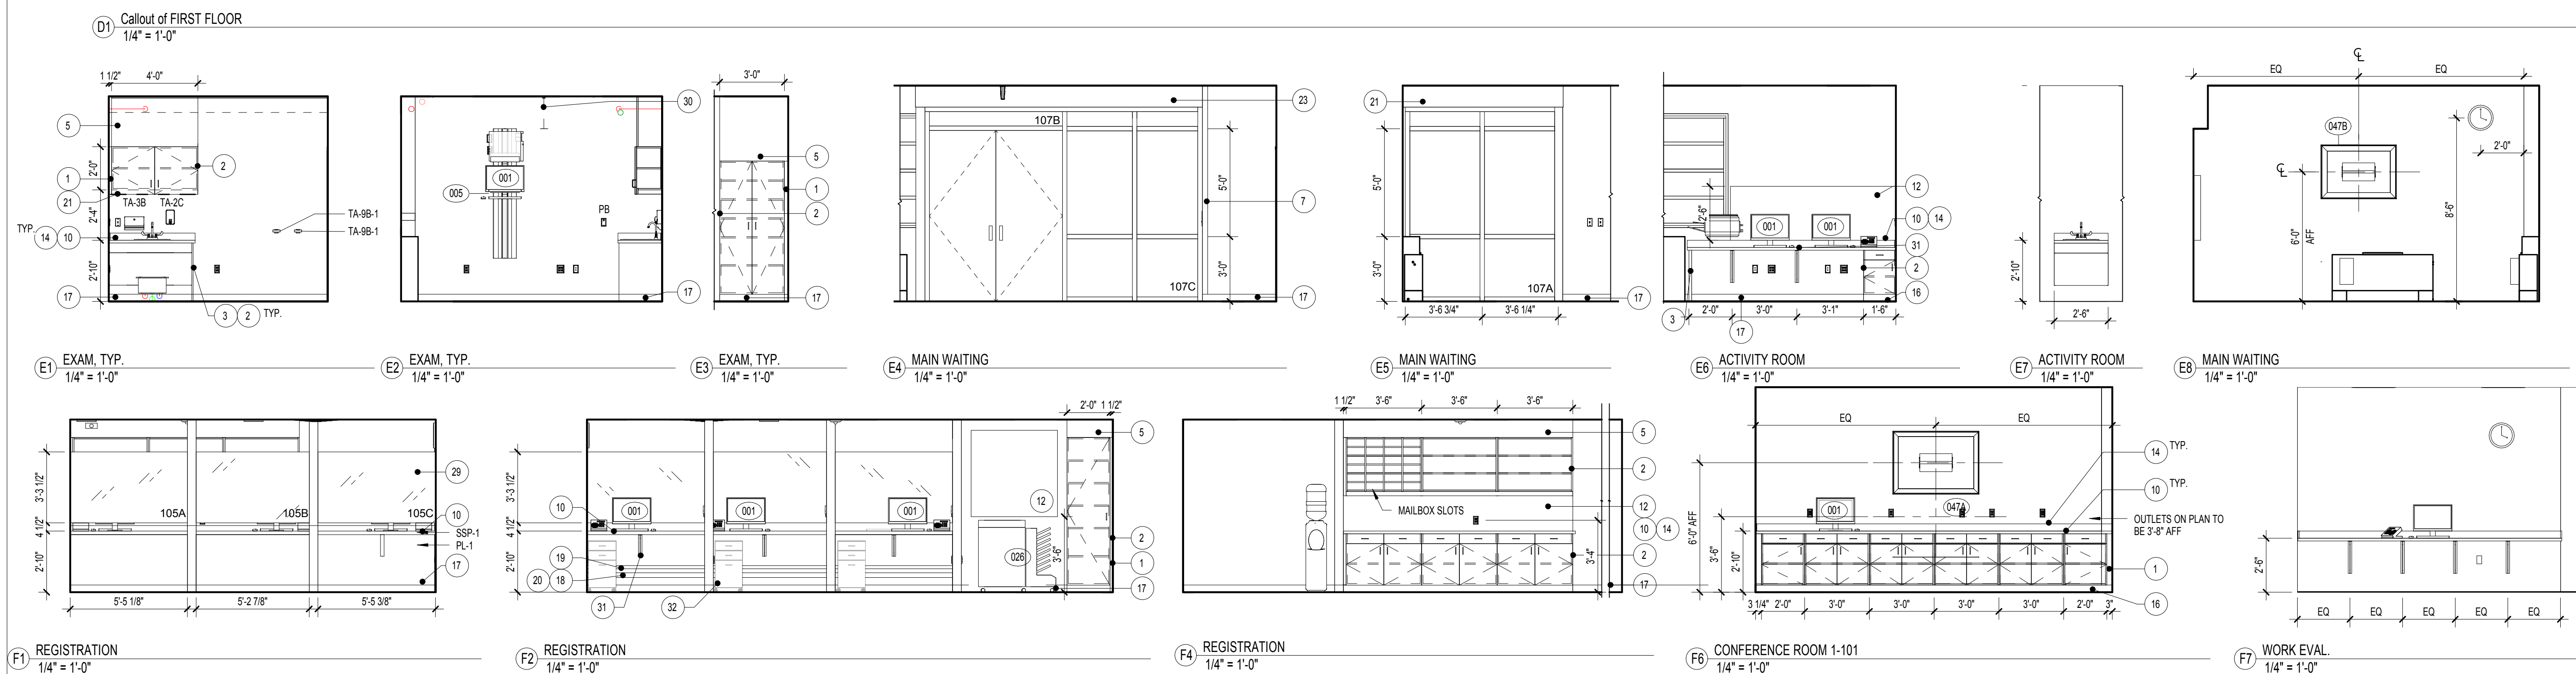 D1 Callout of FIRST FLOOR
1/4" = 1'-0"
1 1/2" 4'-0"
5
2'-0"
1
2
21
TA-3B TA-2C
2'-4"
TYP. 14 10
TA-9B-1
TA-9B-1
2'-10"
17
3 2 TYP.
E1 EXAM, TYP.
1/4" = 1'-0"
30
001
005
PB
17
E2 EXAM, TYP.
1/4" = 1'-0"
3'-0"
5
1
2
17
E3 EXAM, TYP.
1/4" = 1'-0"
23
107B
5'-0"
7
3'-0"
107C
17
E4 MAIN WAITING
1/4" = 1'-0"
21
5'-0"
3'-0"
107A
17
3'-6 3/4" 3'-6 1/4"
E5 MAIN WAITING
1/4" = 1'-0"
12
2'-6"
001 001
10 14
31
2
16
3
2'-0" 3'-0" 3'-1" 1'-6"
17
E6 ACTIVITY ROOM
1/4" = 1'-0"
2'-10"
2'-6"
E7 ACTIVITY ROOM
1/4" = 1'-0"
EQ EQ
047B
2'-0"
8'-6"
6'-0"
AFF
E8 MAIN WAITING
1/4" = 1'-0"
3'-3 1/2"
29
105A 105B 105C
10
4 1/2"
SSP-1
PL-1
2'-10"
17
5'-5 1/8" 5'-2 7/8" 5'-5 3/8"
F1 REGISTRATION
1/4" = 1'-0"
2'-0" 1 1/2"
5
3'-3 1/2"
10
001 001 001
12
4 1/2"
026
3'-6"
2
2'-10"
19
20 18
1
17
31
32
F2 REGISTRATION
1/4" = 1'-0"
1 1/2" 3'-6" 3'-6" 3'-6"
5
2
MAILBOX SLOTS
12
10 14
3'-4"
2
17
F4 REGISTRATION
1/4" = 1'-0"
EQ EQ
14 TYP.
10 TYP.
001
047A
OUTLETS ON PLAN TO
BE 3'-8" AFF
6'-0" AFF
3'-6"
2'-10"
1
16
3 1/4" 2'-0" 3'-0" 3'-0" 3'-0" 3'-0" 2'-0" 3"
F6 CONFERENCE ROOM 1-101
1/4" = 1'-0"
2'-6"
EQ EQ EQ EQ EQ
F7 WORK EVAL.
1/4" = 1'-0"